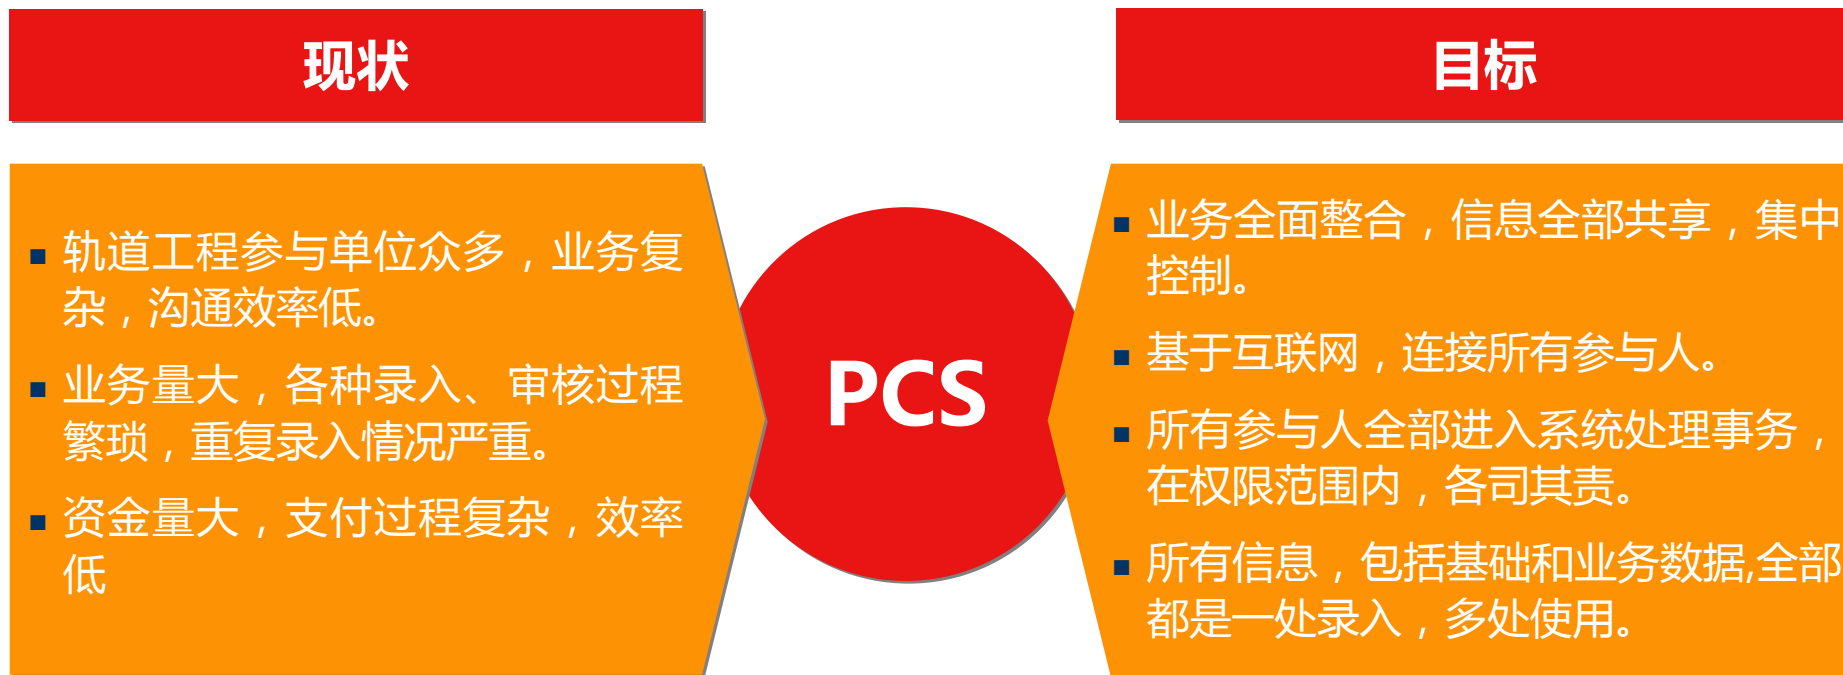 现状
轨道工程参与单位众多，业务复
杂，沟通效率低。
业务量大，各种录入、审核过程
繁琐，重复录入情况严重。
资金量大，支付过程复杂，效率
低
PCS
目标
业务全面整合，信息全部共享，集中
控制。
基于互联网，连接所有参与人。
所有参与人全部进入系统处理事务，
在权限范围内，各司其责。
所有信息，包括基础和业务数据,全部
都是一处录入，多处使用。